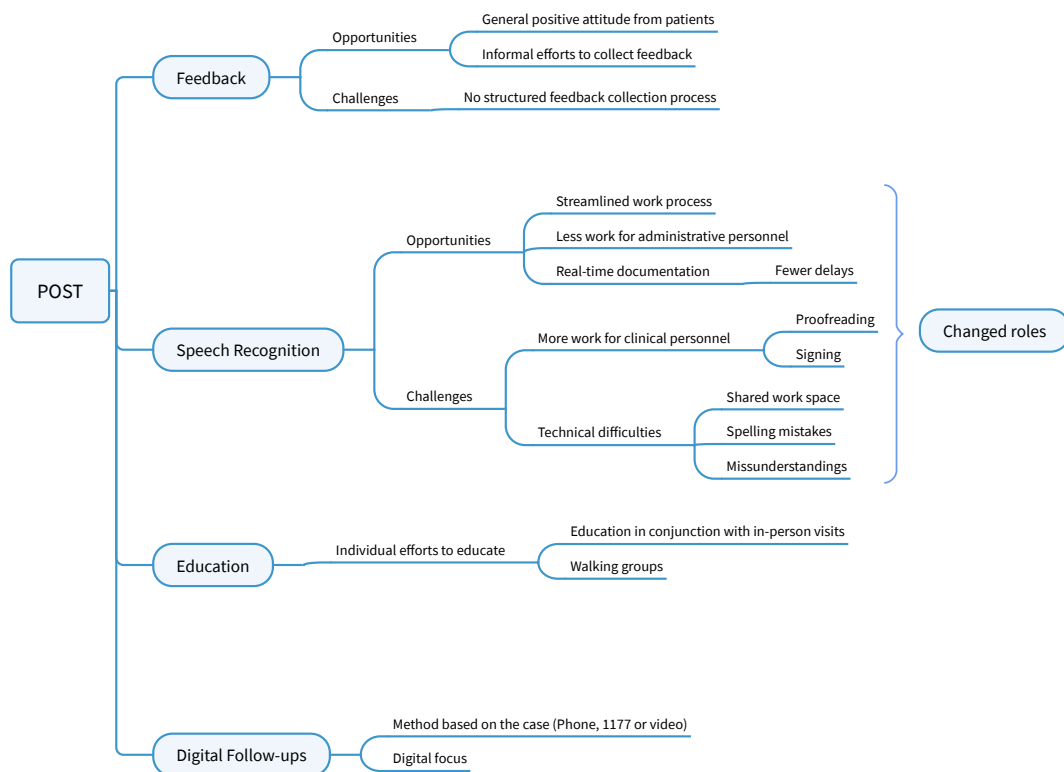 General positive attitude from patients
Opportunities
Informal efforts to collect feedback
Feedback
Challenges
No structured feedback collection process
Streamlined work process
Opportunities
Less work for administrative personnel
Real-time documentation
Fewer delays
POST
Speech Recognition
Changed roles
More work for clinical personnel
Proofreading
Signing
Challenges
Shared work space
Technical difficulties
Spelling mistakes
Missunderstandings
Education
Individual efforts to educate
Education in conjunction with in-person visits
Walking groups
Digital Follow-ups
Method based on the case (Phone, 1177 or video)
Digital focus